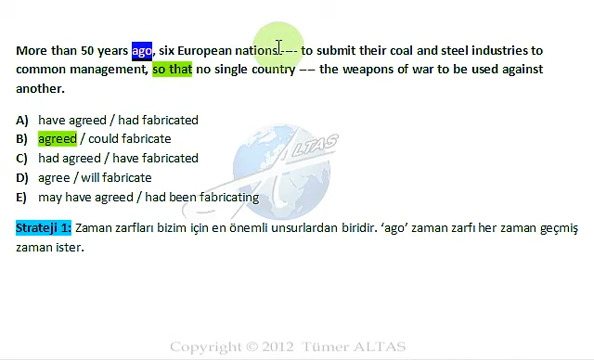 More than 50 years ago, six European nations ---- to submit their coal and steel industries to
common management, so that no single country ---- the weapons of war to be used against
another.
A) have agreed / had fabricated
B) agreed / could fabricate
C) had agreed / have fabricated
D) agree / will fabricate
E) may have agreed / had been fabricating
ALTAS
Strateji 1: Zaman zarfları bizim için en önemli unsurlardan biridir. ‘ago’ zaman zarfı her zaman geçmiş
zaman ister.
Copyright © 2012 Tümer ALTAS